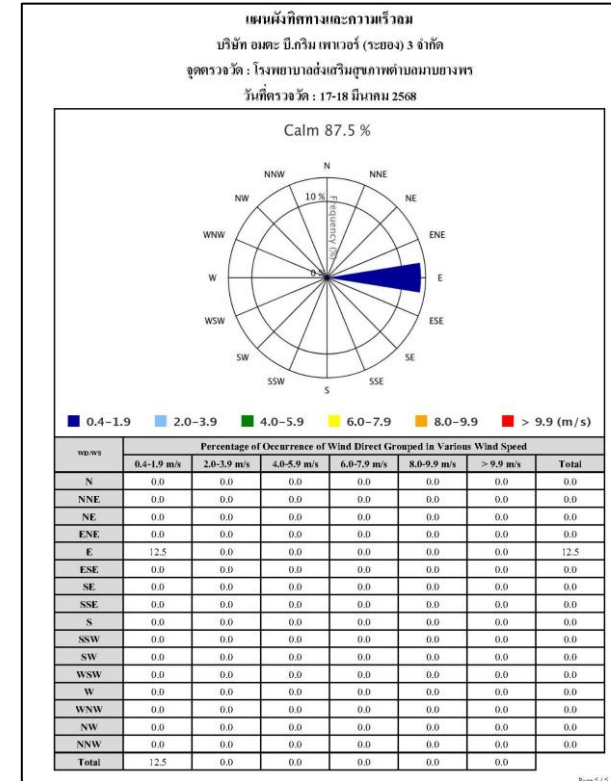 แผนผังทิศทางและความเร็วลม
บริษัท อมตะ บี.กริม เพาเวอร์ (ระยอง) 3 จำกัด
จุดตรวจวัด : โรงพยาบาลส่งเสริมสุขภาพตำบลมาบยางพร
วันที่ตรวจวัด : 17-18 มีนาคม 2568
Calm 87.5 %
N
NNW NNE
NW NE
10 %
Frequency (%)
WNW ENE
W 0 % E
WSW ESE
SW SE
SSW SSE
S
0.4-1.9 2.0-3.9 4.0-5.9 6.0-7.9 8.0-9.9 > 9.9 (m/s)
WD/WS Percentage of Occurrence of Wind Direct Grouped in Various Wind Speed
0.4-1.9 m/s 2.0-3.9 m/s 4.0-5.9 m/s 6.0-7.9 m/s 8.0-9.9 m/s > 9.9 m/s Total
N 0.0 0.0 0.0 0.0 0.0 0.0 0.0
NNE 0.0 0.0 0.0 0.0 0.0 0.0 0.0
NE 0.0 0.0 0.0 0.0 0.0 0.0 0.0
ENE 0.0 0.0 0.0 0.0 0.0 0.0 0.0
E 12.5 0.0 0.0 0.0 0.0 0.0 12.5
ESE 0.0 0.0 0.0 0.0 0.0 0.0 0.0
SE 0.0 0.0 0.0 0.0 0.0 0.0 0.0
SSE 0.0 0.0 0.0 0.0 0.0 0.0 0.0
S 0.0 0.0 0.0 0.0 0.0 0.0 0.0
SSW 0.0 0.0 0.0 0.0 0.0 0.0 0.0
SW 0.0 0.0 0.0 0.0 0.0 0.0 0.0
WSW 0.0 0.0 0.0 0.0 0.0 0.0 0.0
W 0.0 0.0 0.0 0.0 0.0 0.0 0.0
WNW 0.0 0.0 0.0 0.0 0.0 0.0 0.0
NW 0.0 0.0 0.0 0.0 0.0 0.0 0.0
NNW 0.0 0.0 0.0 0.0 0.0 0.0 0.0
Total 12.5 0.0 0.0 0.0 0.0 0.0
Page 5 / 5